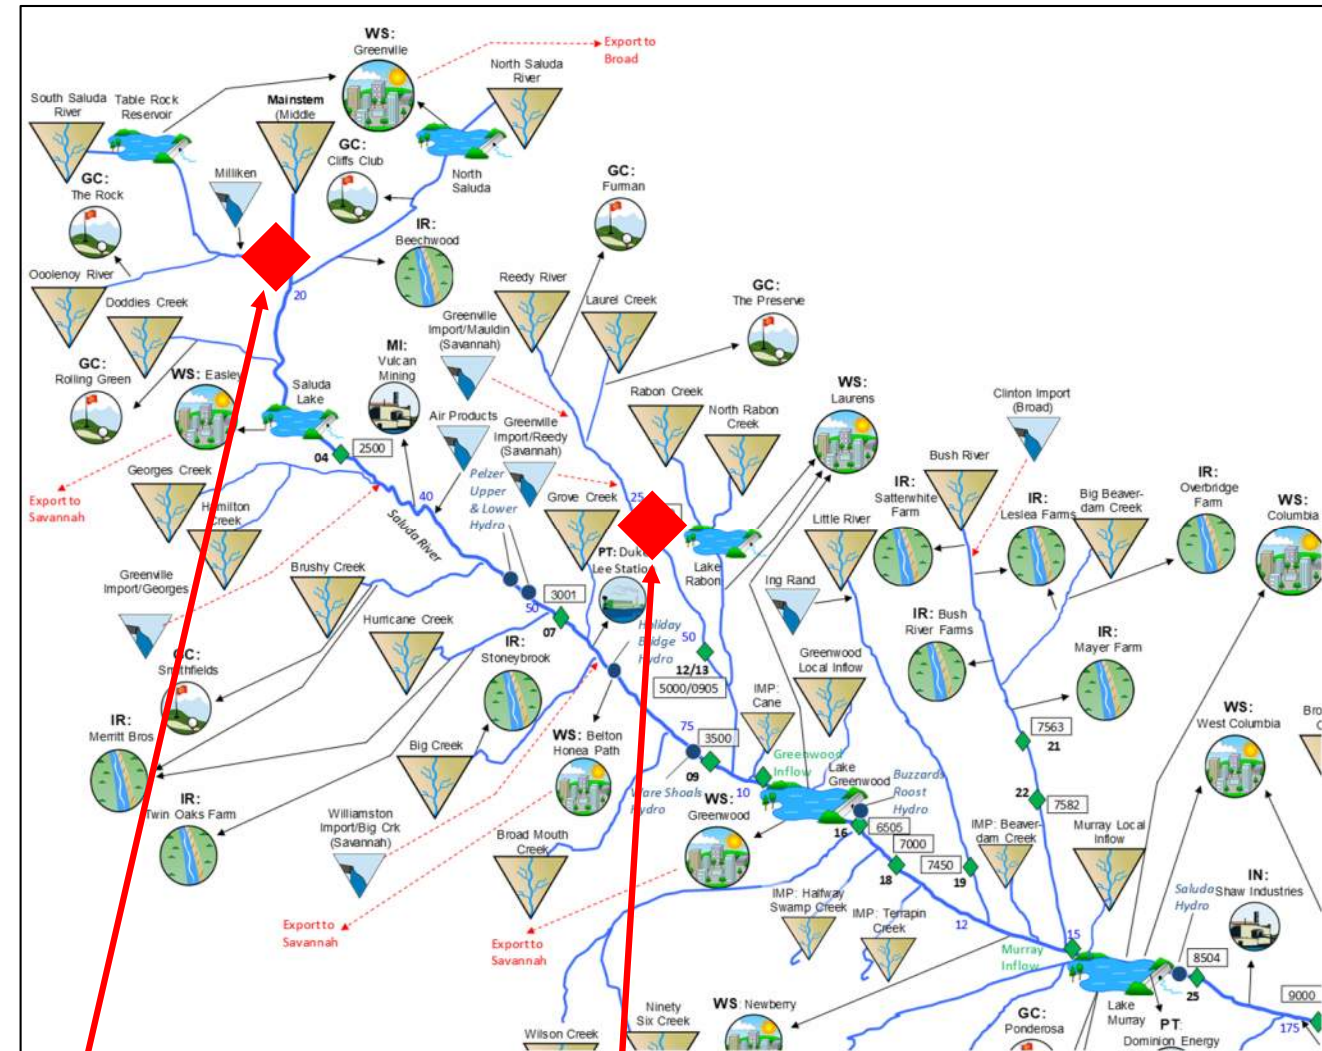 WS:
Greenville
Export to
Broad
North Saluda
River
South Saluda
River
Table Rock
Reservoir
Mainstem
(Middle
GC:
Cliffs Club
North
Saluda
GC:
The Rock
Milliken
GC:
Furman
IR:
Beechwood
Oolenoy River
20
Doddies Creek
Reedy River
Laurel Creek
GC:
The Preserve
Greenville
Import/Mauldin
(Savannah)
MI:
Vulcan
Mining
GC:
Rolling Green
WS: Easley
Saluda
Lake
Rabon Creek
North Rabon
Creek
WS:
Laurens
Clinton Import
(Broad)
Air Products
Greenville
Import/Reedy
(Savannah)
04
2500
Georges Creek
Export to
Savannah
Hamilton
Creek
40
Pelzer
Upper
& Lower
Hydro
Saluda River
25
Grove Creek
Bush River
IR:
Satterwhite
Farm
IR:
Leslea Farms
Big Beaver-
dam Creek
IR:
Overbridge
Farm
WS:
Columbia
Little River
PT: Duke
Lee Station
Lake
Rabon
Ing Rand
Greenville
Import/Georges
Brushy Creek
50
3001
07
Hurricane Creek
IR:
Stoneybrook
Holiday
Bridge
Hydro
50
12/13
5000/0905
Greenwood
Local Inflow
IR: Bush
River Farms
IR:
Mayer Farm
GC:
Smithfields
IR:
Merritt Bros
Big Creek
WS: Belton
Honea Path
75
3500
09
IMP:
Cane
10
Greenwood
Inflow
Lake
Greenwood
Buzzards
Roost
Hydro
7563
21
WS:
West Columbia
Bro
IR:
Twin Oaks Farm
Williamston
Import/Big Crk
(Savannah)
Ware Shoals
Hydro
WS:
Greenwood
16
6505
7000
7450
18
19
22
7582
IMP: Beaver-
dam Creek
Murray Local
Inflow
Broad Mouth
Creek
IMP: Halfway
Swamp Creek
IMP: Terrapin
Creek
12
Saluda
Hydro
IN:
Shaw Industries
Export to
Savannah
Export to
Savannah
Murray
Inflow
15
8504
25
9000
175
Wilson Creek
Ninety
Six Creek
WS: Newberry
GC:
Ponderosa
Lake
Murray
PT:
Dominion Energy